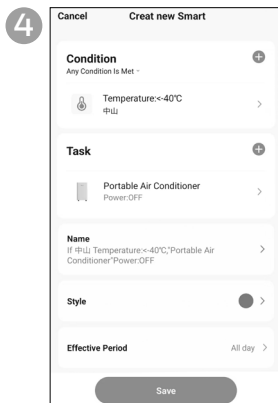 4
Cancel Creat new Smart
Condition
Any Condition Is Met
Temperature:<-40°C
中山
Task
Portable Air Conditioner
Power:OFF
Name
If 中山 Temperature:<-40°C,"Portable Air
Conditioner"Power:OFF
Style
Effective Period All day
Save